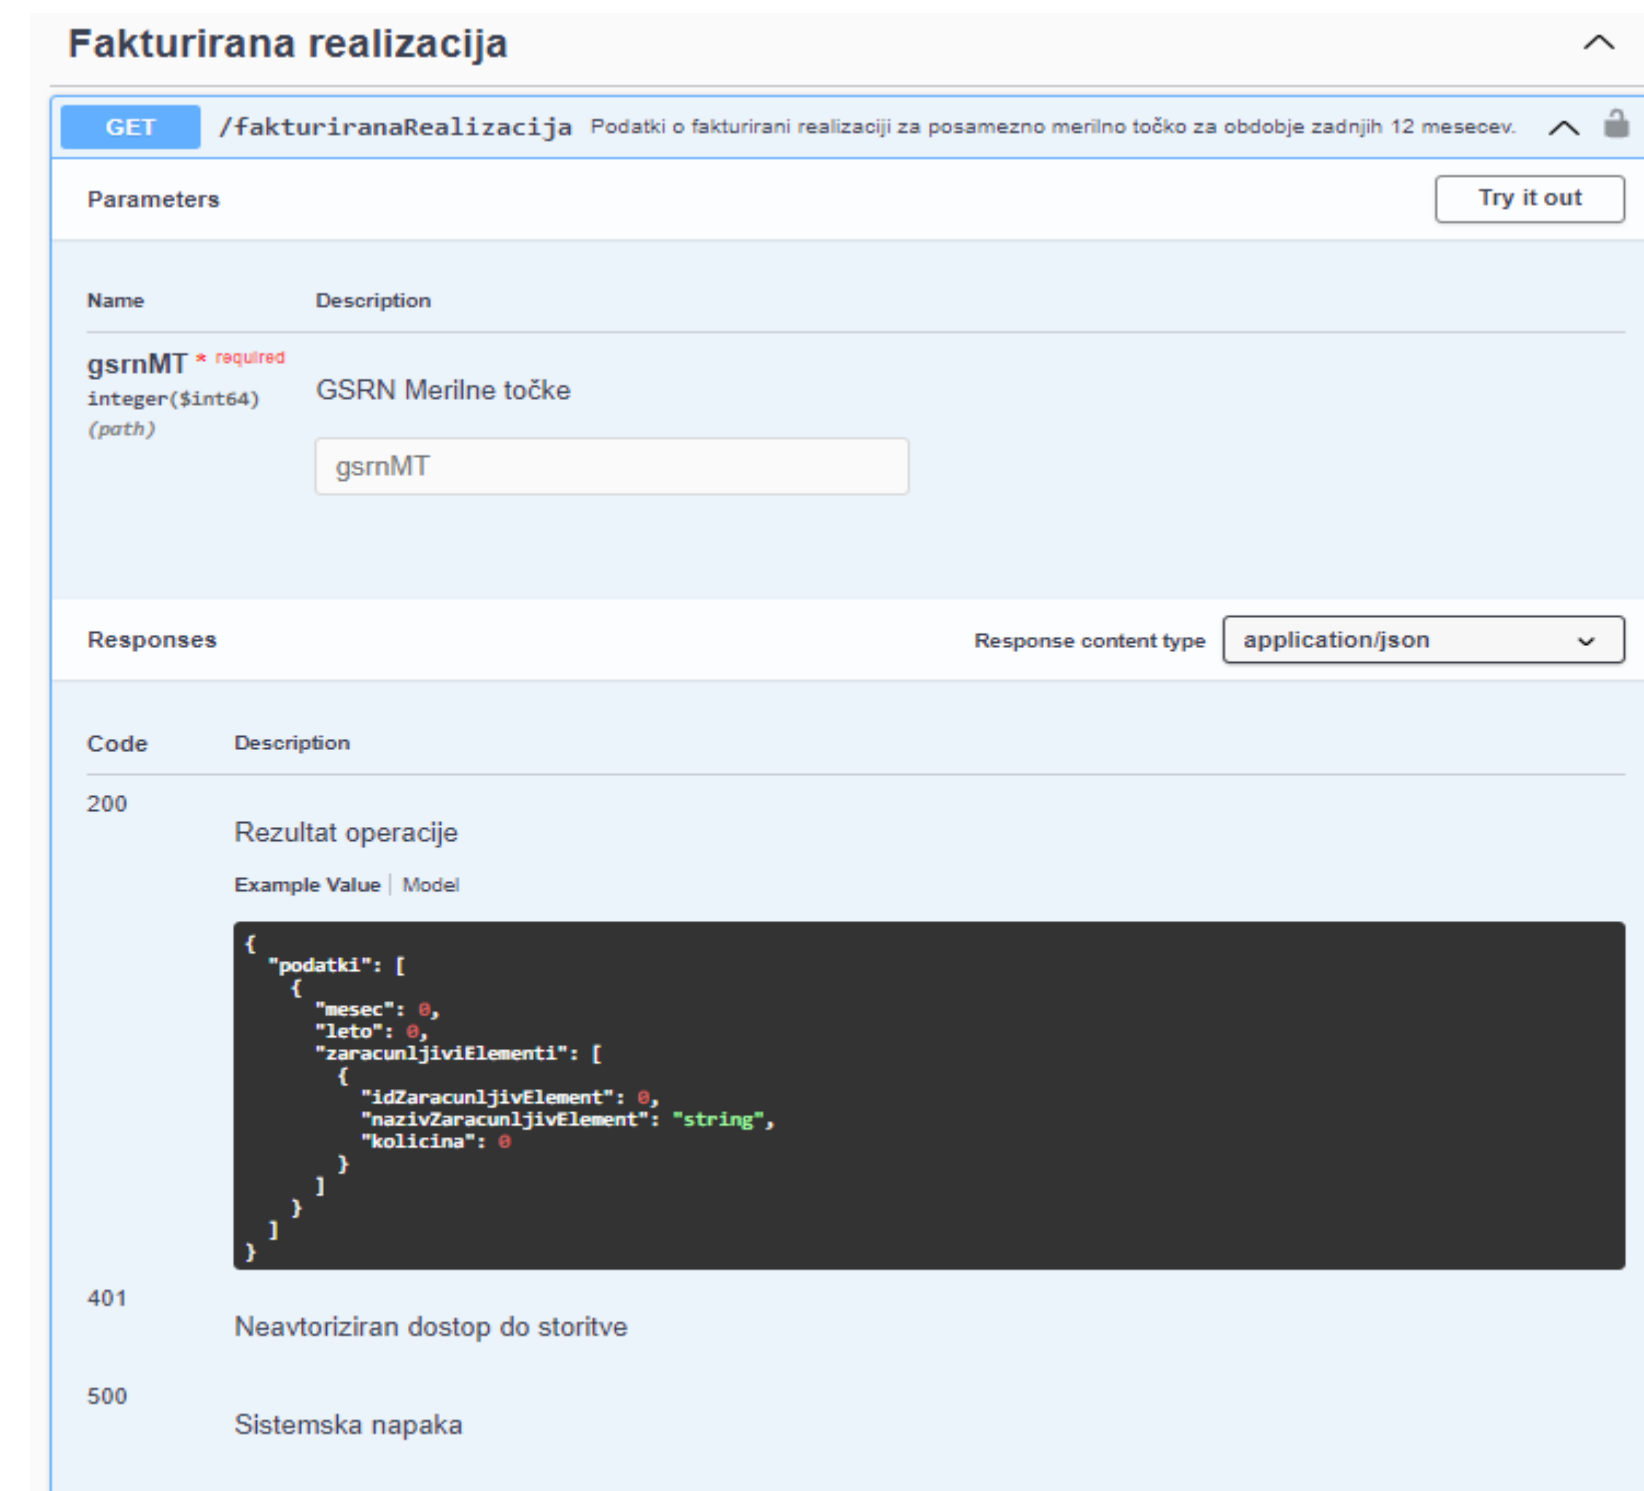 Fakturirana realizacija
GET /fakturiranaRealizacija Podatki o fakturirani realizaciji za posamezno merilno točko za obdobje zadnjih 12 mesecev.
Parameters Try it out
Name Description
gsrnMT * required
integer($int64)
(path)
GSRN Merilne točke
gsrnMT
Responses Response content type application/json
Code Description
200
Rezultat operacije
Example Value | Model
{
  "podatki": [
    {
      "mesec": 0,
      "leto": 0,
      "zaracunljiviElementi": [
        {
          "idZaracunljivElement": 0,
          "nazivZaracunljivElement": "string",
          "kolicina": 0
        }
      ]
    }
  ]
}
401
Neavtoriziran dostop do storitve
500
Sistemska napaka